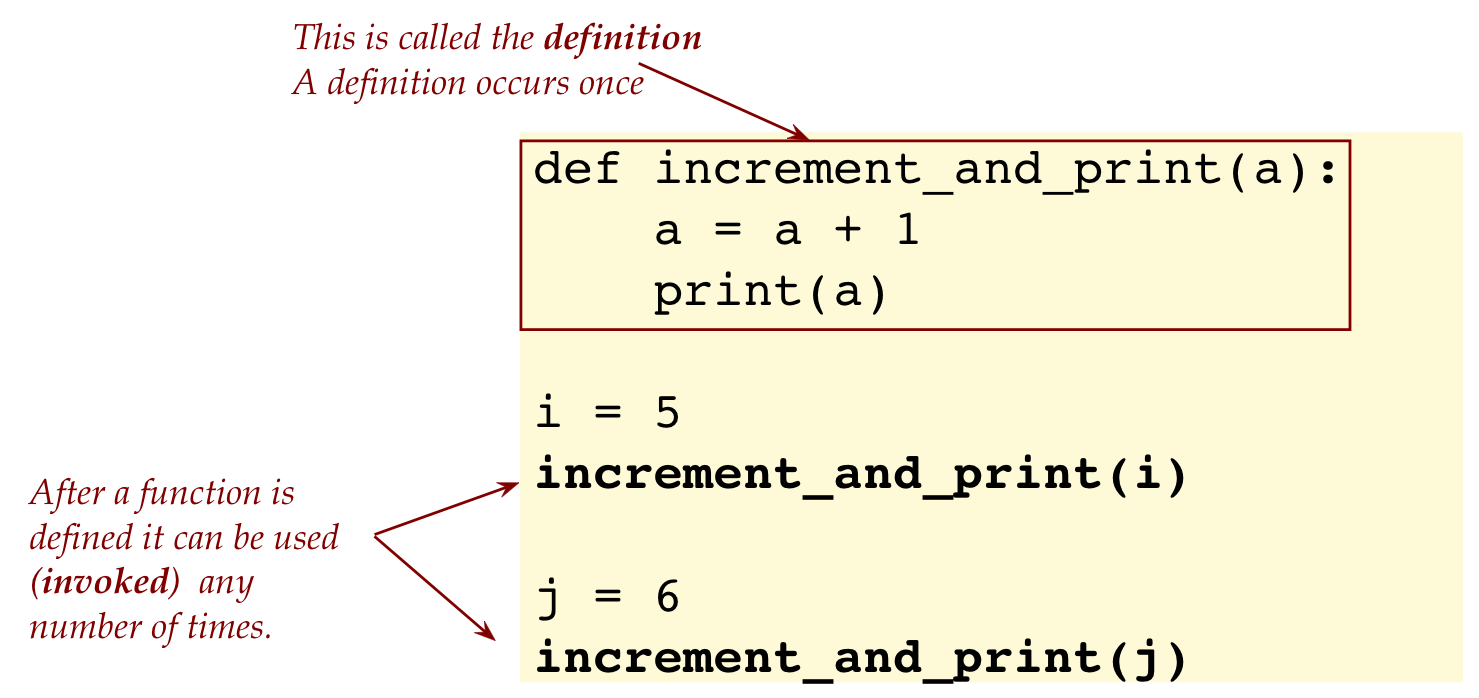 This is called the definition
A definition occurs once
def increment_and_print(a):
    a = a + 1
    print(a)
i = 5
increment_and_print(i)
After a function is
defined it can be used
(invoked) any
number of times.
j = 6
increment_and_print(j)